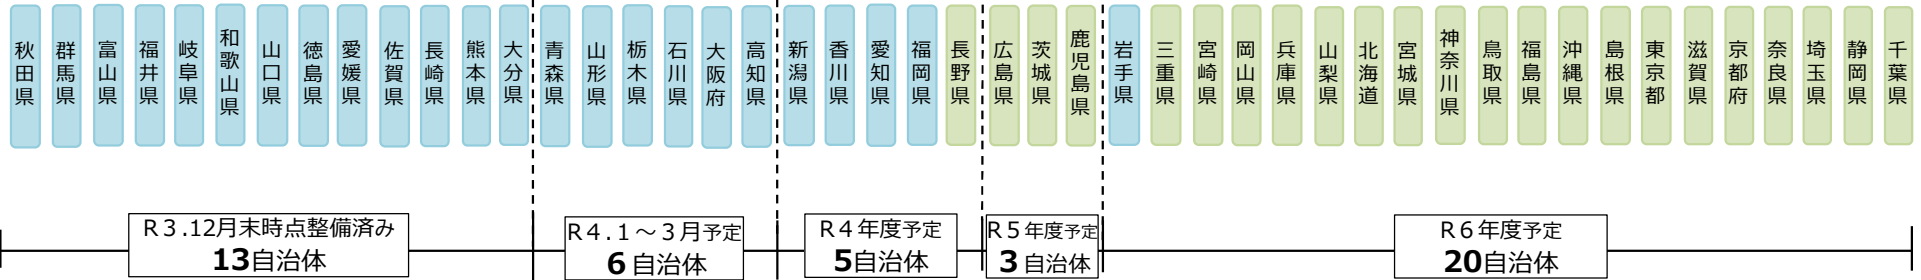 秋田県
群馬県
富山県
福井県
岐阜県
和歌山県
山口県
徳島県
愛媛県
佐賀県
長崎県
熊本県
大分県
青森県
山形県
栃木県
石川県
大阪府
高知県
新潟県
香川県
愛知県
福岡県
長野県
広島県
茨城県
鹿児島県
岩手県
三重県
宮崎県
岡山県
兵庫県
山梨県
北海道
宮城県
神奈川県
鳥取県
福島県
沖縄県
島根県
東京都
滋賀県
京都府
奈良県
埼玉県
静岡県
千葉県
R3.12月末時点整備済み
13自治体
R4.1～3月予定
6自治体
R4年度予定
5自治体
R5年度予定
3自治体
R6年度予定
20自治体